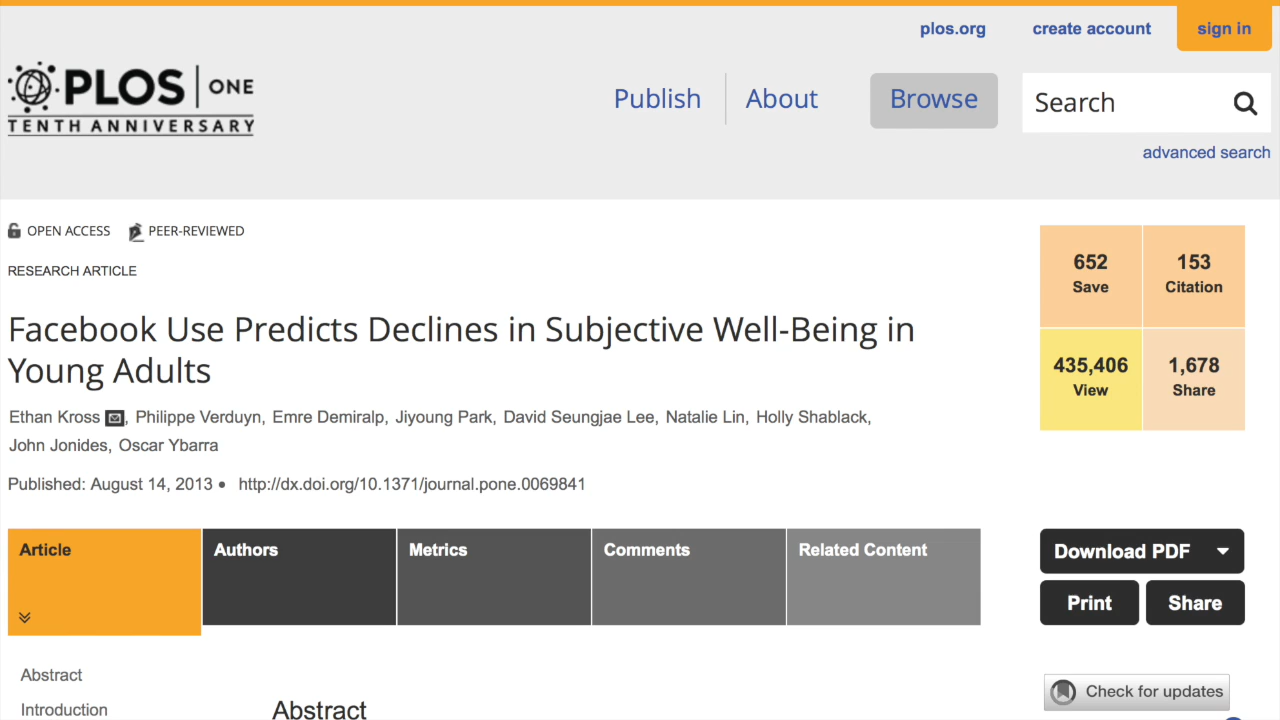 plos.org create account sign in
PLOS ONE
TENTH ANNIVERSARY
Publish About Browse Search
advanced search
OPEN ACCESS PEER-REVIEWED
RESEARCH ARTICLE
652 Save 153 Citation
435,406 View 1,678 Share
Facebook Use Predicts Declines in Subjective Well-Being in
Young Adults
Ethan Kross, Philippe Verduyn, Emre Demiralp, Jiyoung Park, David Seungjae Lee, Natalie Lin, Holly Shablack,
John Jonides, Oscar Ybarra
Published: August 14, 2013 • http://dx.doi.org/10.1371/journal.pone.0069841
Article Authors Metrics Comments Related Content
Download PDF
Print Share
Abstract
Introduction
Abstract
Check for updates